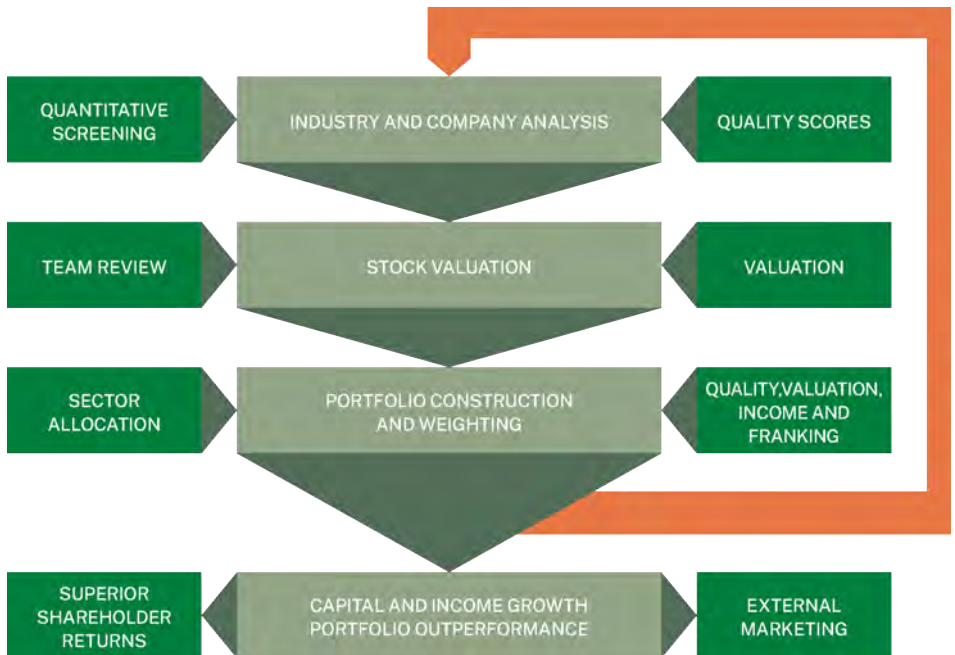 QUANTITATIVE
SCREENING
INDUSTRY AND COMPANY ANALYSIS
QUALITY SCORES
TEAM REVIEW
STOCK VALUATION
VALUATION
SECTOR
ALLOCATION
PORTFOLIO CONSTRUCTION
AND WEIGHTING
QUALITY,VALUATION,
INCOME AND
FRANKING
SUPERIOR
SHAREHOLDER
RETURNS
CAPITAL AND INCOME GROWTH
PORTFOLIO OUTPERFORMANCE
EXTERNAL
MARKETING